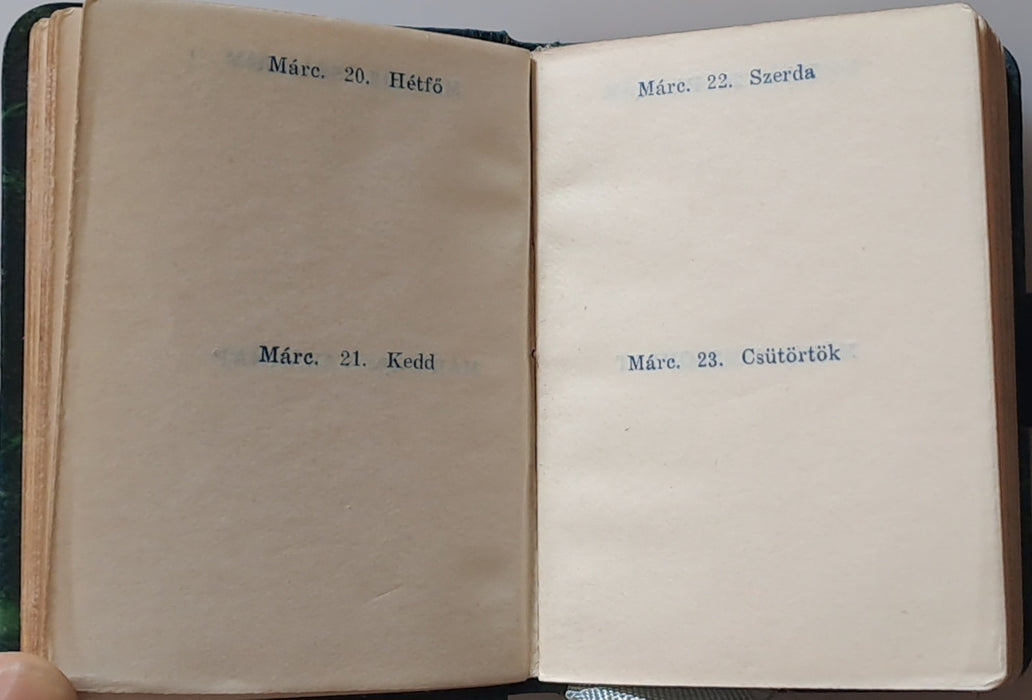 Márc. 20. Hétfő
Márc. 21. Kedd
Márc. 22. Szerda
Márc. 23. Csütörtök